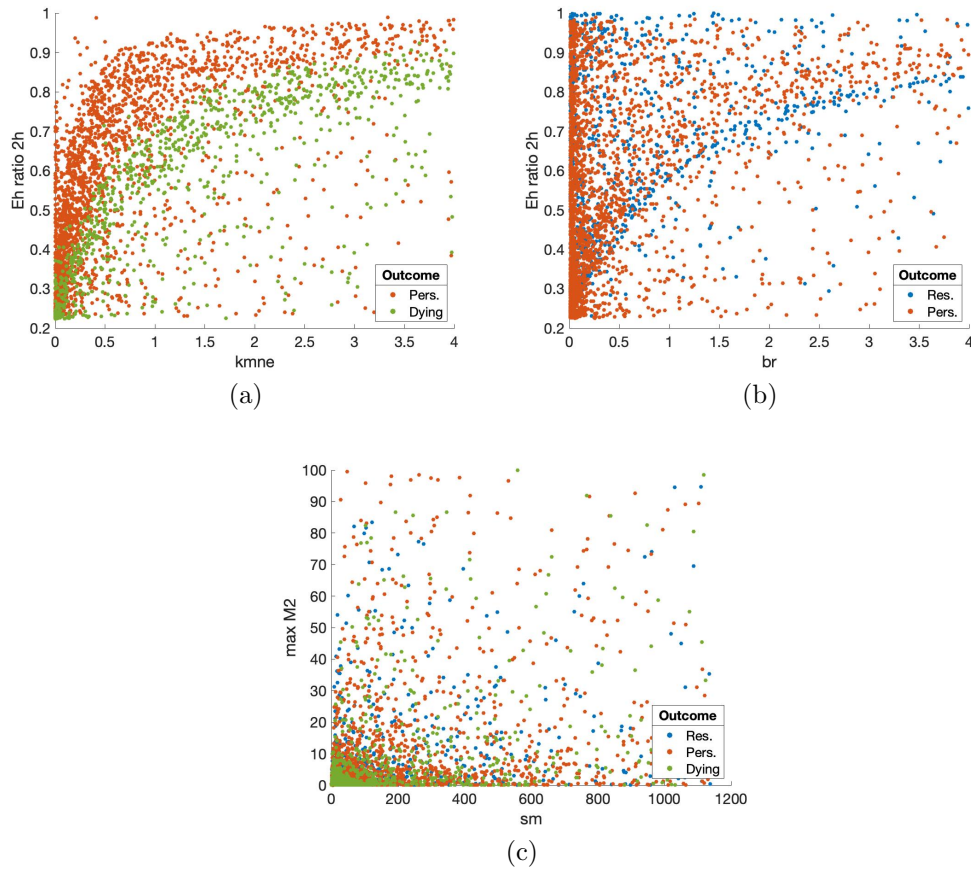 1
0.9
0.8
0.7
0.6
0.5
0.4
0.3
0.2
Eh ratio 2h
0 0.5 1 1.5 2 2.5 3 3.5 4
kmne
Outcome
Pers.
Dying
(a)
1
0.9
0.8
0.7
0.6
0.5
0.4
0.3
0.2
Eh ratio 2h
0 0.5 1 1.5 2 2.5 3 3.5 4
br
Outcome
Res.
Pers.
(b)
100
90
80
70
60
50
40
30
20
10
0
max M2
0 200 400 600 800 1000 1200
sm
Outcome
Res.
Pers.
Dying
(c)